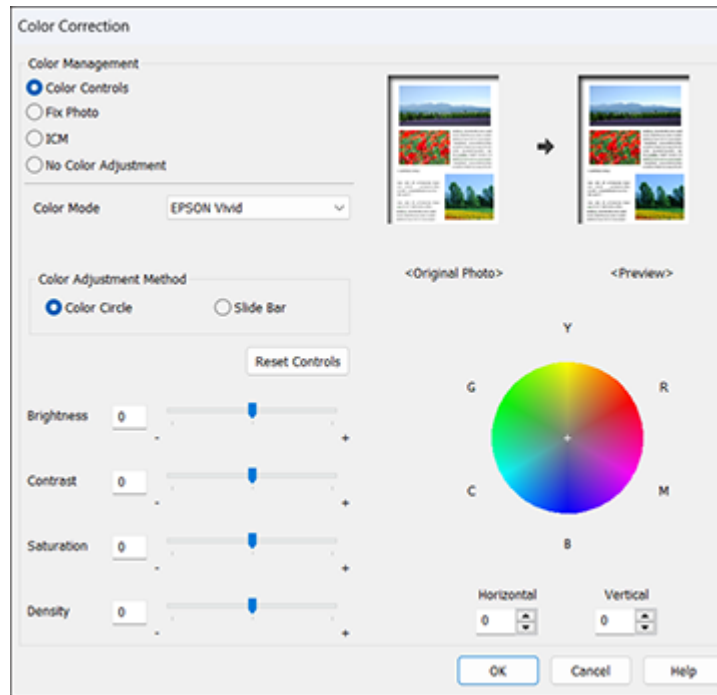 Color Correction
Color Management
Color Controls
Fix Photo
ICM
No Color Adjustment
Color Mode
EPSON Vivid
<Original Photo>
<Preview>
Color Adjustment Method
Color Circle
Slide Bar
Reset Controls
Brightness
0
-
+
Contrast
0
-
+
Saturation
0
-
+
Density
0
-
+
Y
G
R
C
M
B
Horizontal
0
Vertical
0
OK
Cancel
Help